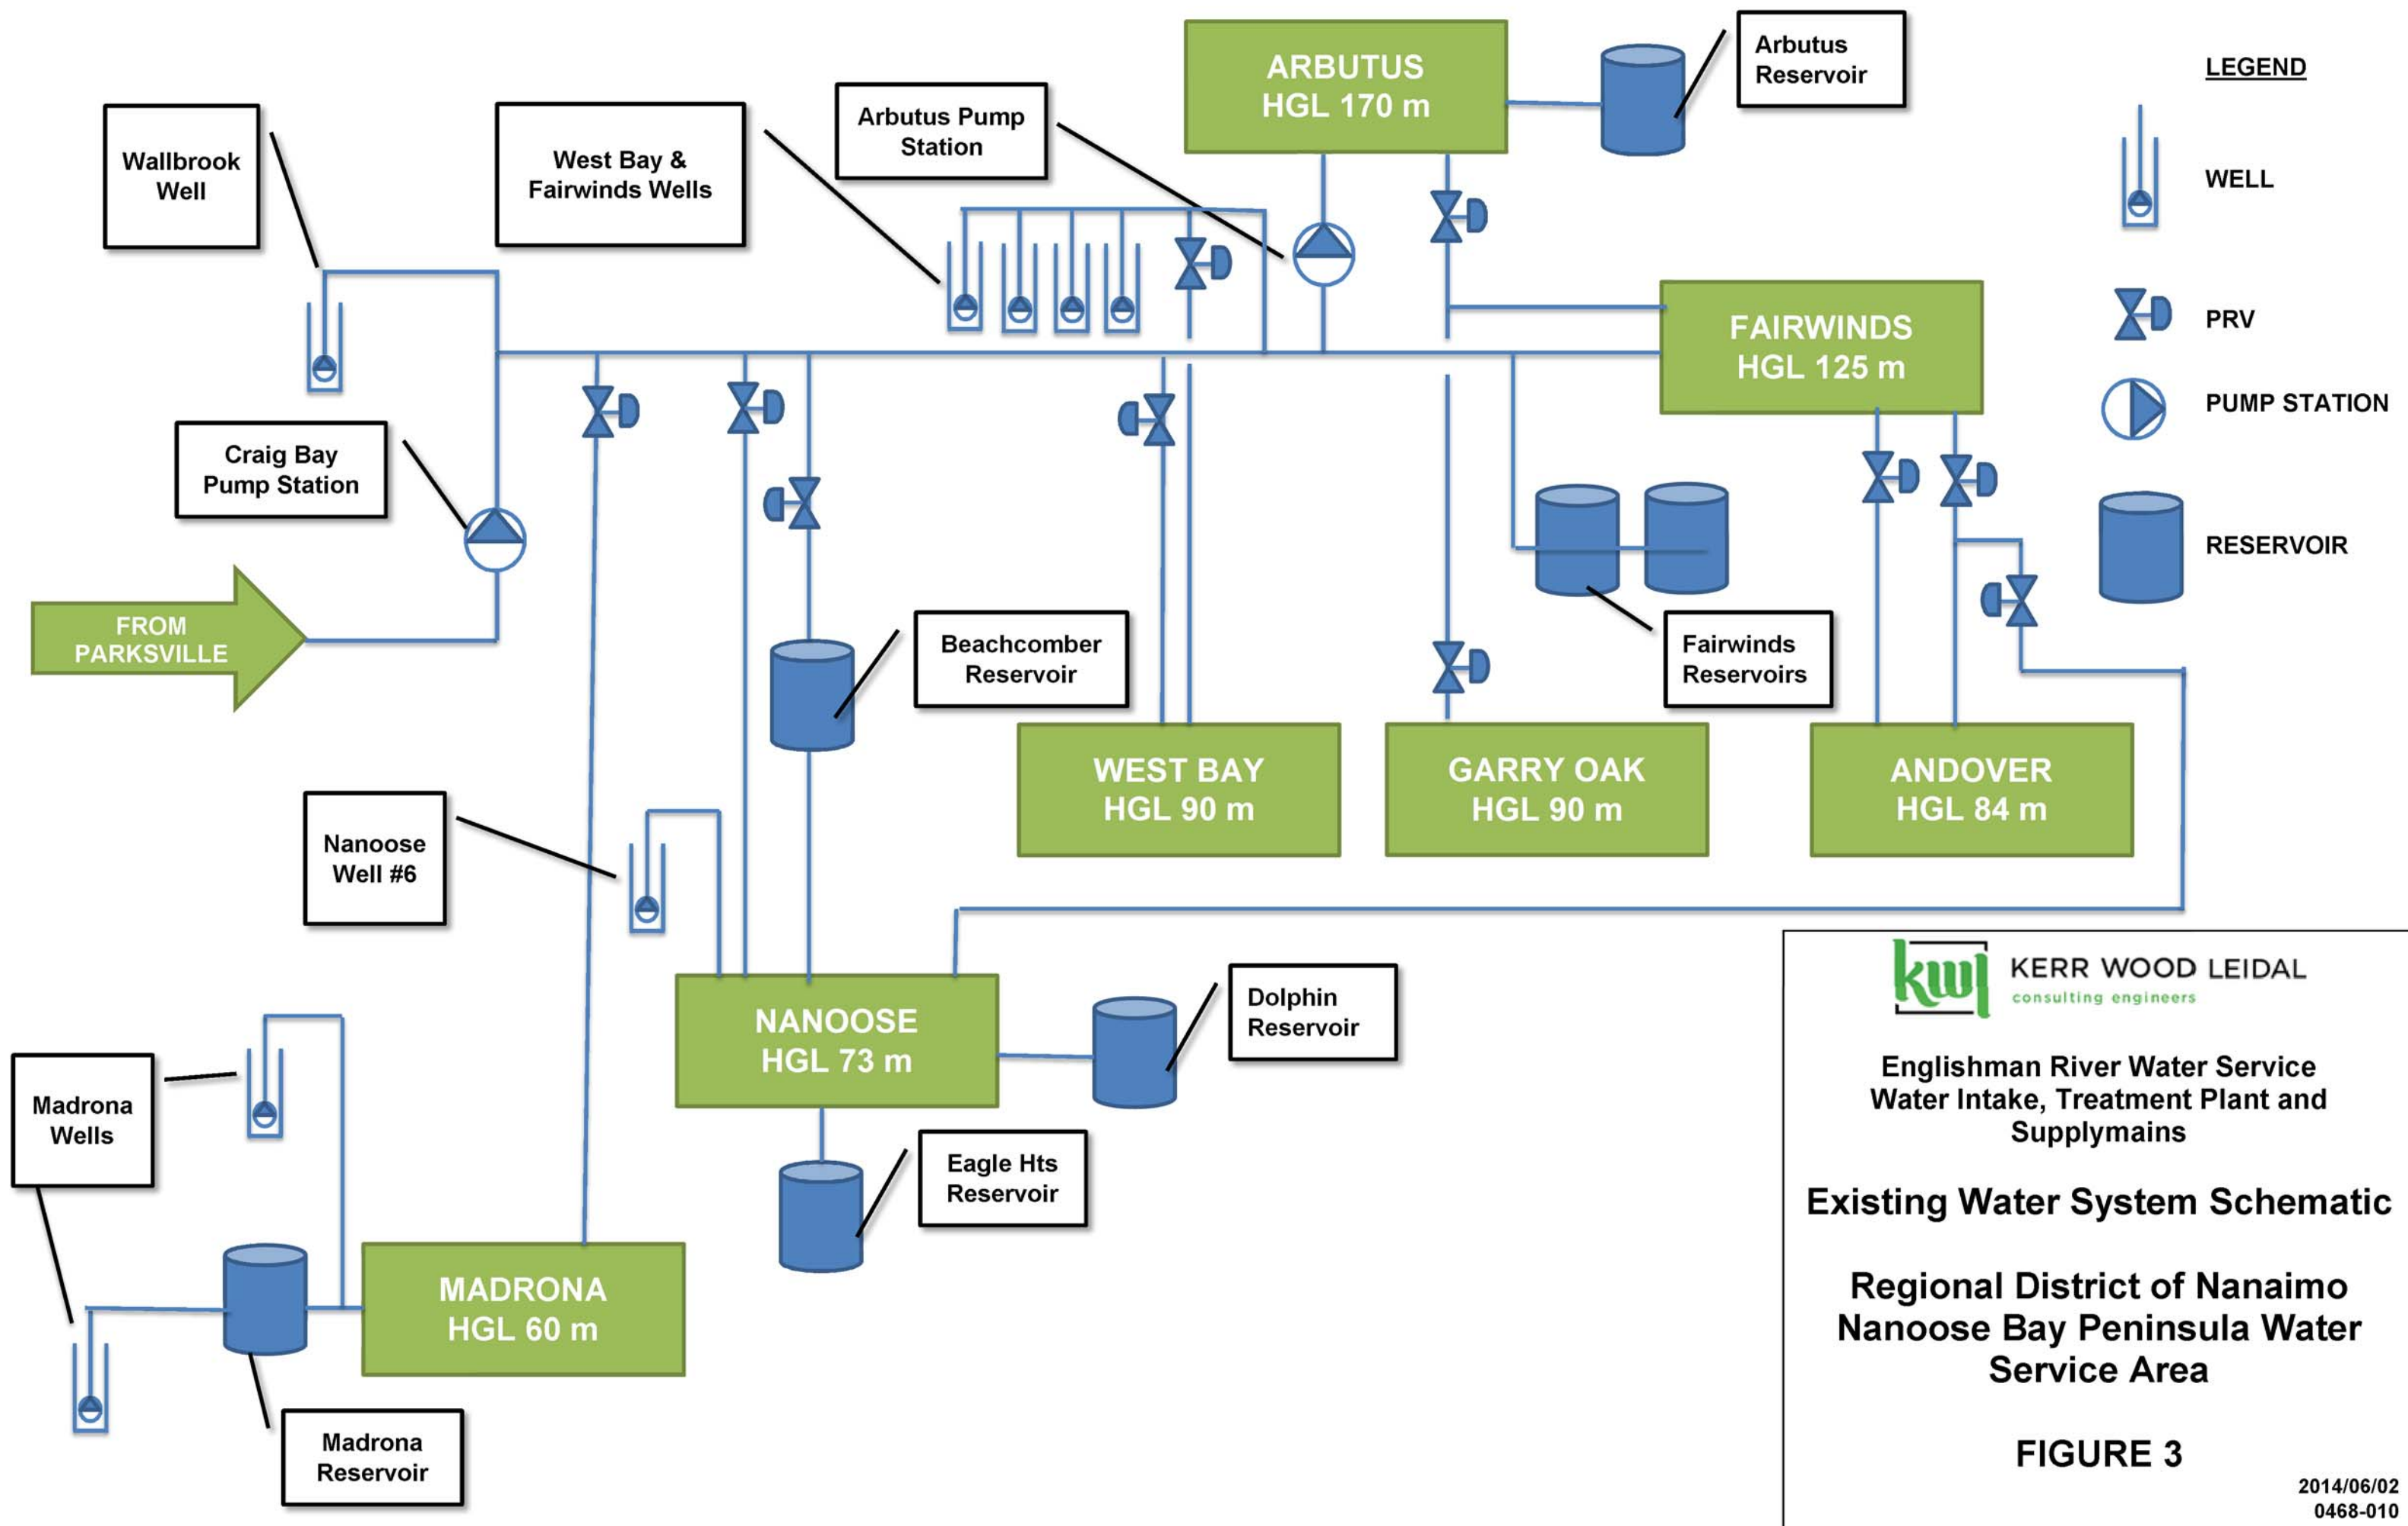 ARBUTUS
HGL 170 m
Arbutus
Reservoir
LEGEND
Wallbrook
Well
West Bay &
Fairwinds Wells
Arbutus Pump
Station
WELL
FAIRWINDS
HGL 125 m
PRV
PUMP STATION
Craig Bay
Pump Station
RESERVOIR
FROM
PARKSVILLE
Beachcomber
Reservoir
Fairwinds
Reservoirs
WEST BAY
HGL 90 m
GARRY OAK
HGL 90 m
ANDOVER
HGL 84 m
Nanoose
Well #6
NANOOSE
HGL 73 m
Dolphin
Reservoir
Madrona
Wells
Eagle Hts
Reservoir
MADRONA
HGL 60 m
Madrona
Reservoir
kwl KERR WOOD LEIDAL
consulting engineers
Englishman River Water Service
Water Intake, Treatment Plant and
Supplymains
Existing Water System Schematic
Regional District of Nanaimo
Nanoose Bay Peninsula Water
Service Area
FIGURE 3
2014/06/02
0468-010